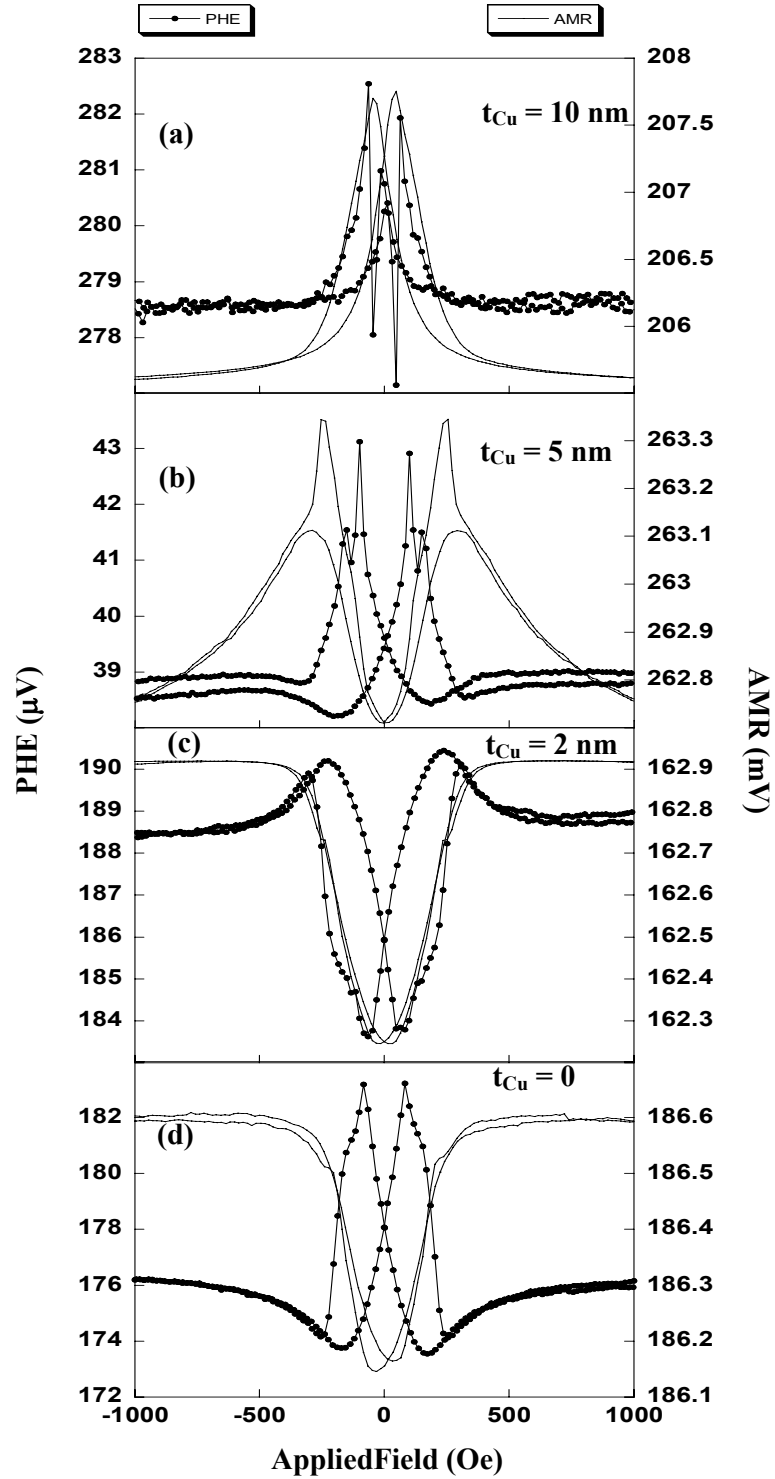 PHE AMR
283 208
282 (a) tCu = 10 nm 207.5
281 207
280 206.5
279
278 206
43 263.3
(b) tCu = 5 nm
42 263.2
41 263.1
40 263
262.9
39 262.8
PHE (μV) AMR (mV)
(c) tCu = 2 nm
190 162.9
189 162.8
188 162.7
187 162.6
186 162.5
185 162.4
184 162.3
tCu = 0
182 (d) 186.6
180 186.5
178 186.4
176 186.3
174 186.2
172 186.1
-1000 -500 0 500 1000
AppliedField (Oe)